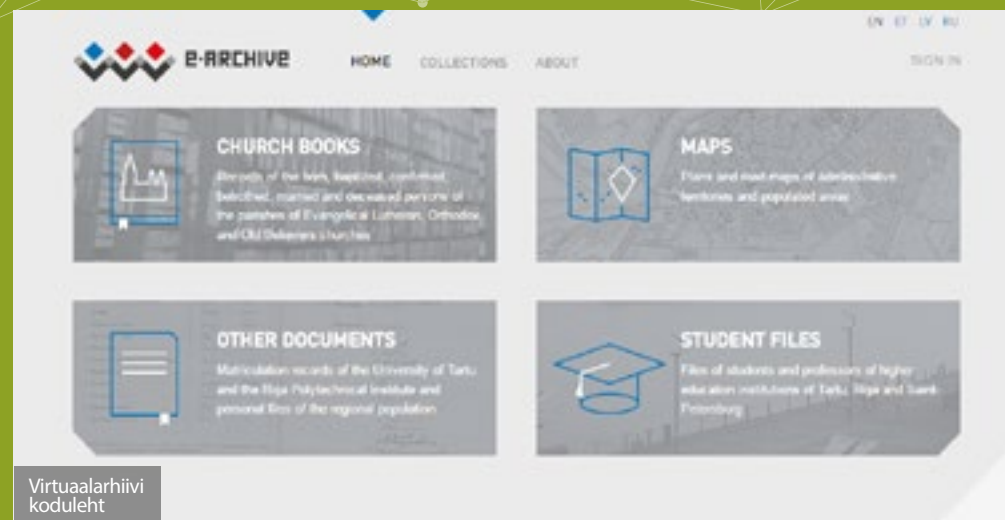 EN ET LV RU
e-ARCHIVE
HOME COLLECTIONS ABOUT
SIGN IN
CHURCH BOOKS
Records of the born, baptized, confirmed,
betrothed, married and deceased persons of
the parishes of Evangelical Lutheran, Orthodox,
and Old Believers churches
MAPS
Plans and road maps of administrative
territories and populated areas
OTHER DOCUMENTS
Matriculation records of the University of Tartu
and the Riga Polytechnical Institute and
personal files of the regional population
STUDENT FILES
Files of students and professors of higher
education institutions of Tartu, Riga and Saint-
Petersburg
Virtuaalarhiivi
koduleht